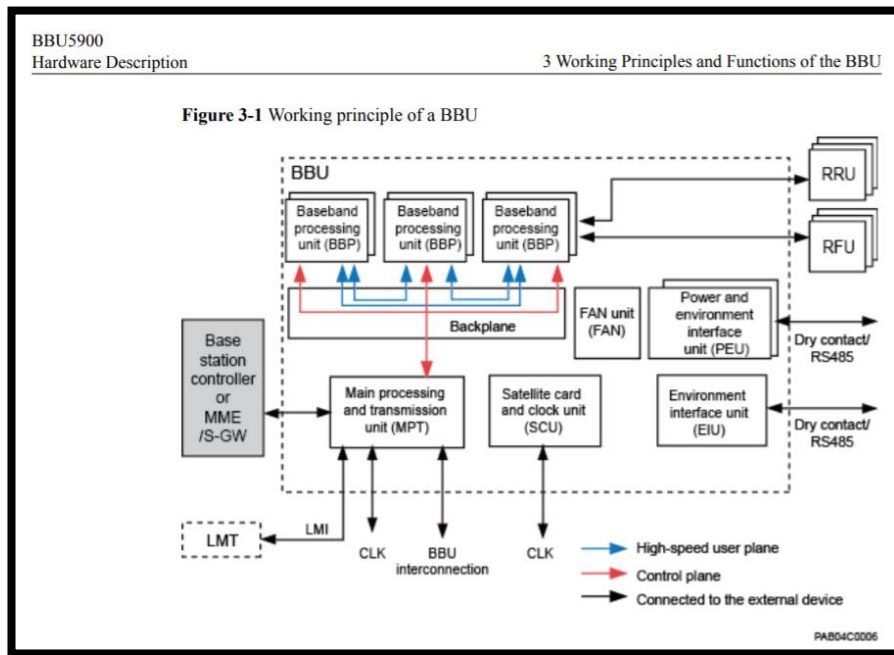 BBU5900
Hardware Description
3 Working Principles and Functions of the BBU
Figure 3-1 Working principle of a BBU
BBU
RRU
RFU
Baseband
processing
unit (BBP)
Baseband
processing
unit (BBP)
Baseband
processing
unit (BBP)
Backplane
FAN unit
(FAN)
Power and
environment
interface
unit (PEU)
Dry contact/
RS485
Base
station
controller
or
MME
/S-GW
Main processing
and transmission
unit (MPT)
Satellite card
and clock unit
(SCU)
Environment
interface unit
(EIU)
Dry contact/
RS485
LMT
LMI
CLK
BBU
interconnection
CLK
High-speed user plane
Control plane
Connected to the external device
PAB04C0006